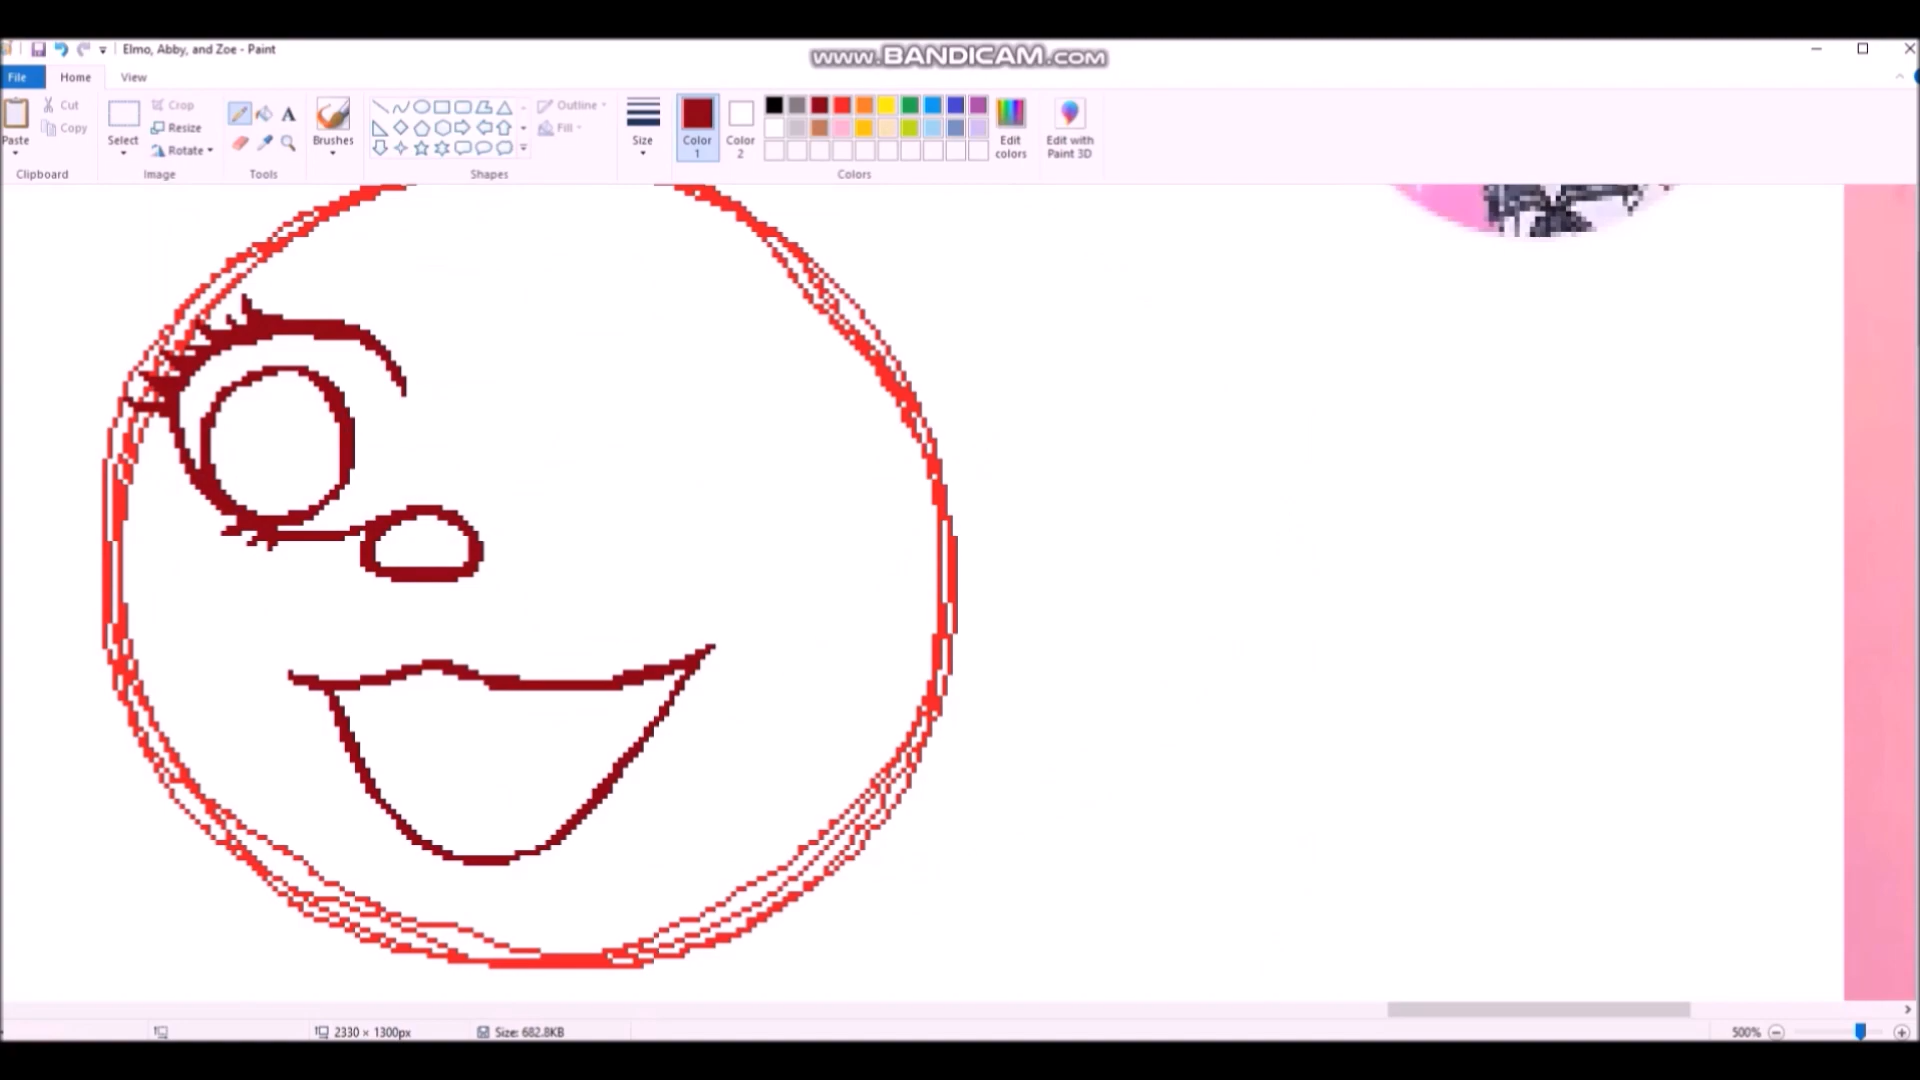 Elmo, Abby, and Zoe - Paint
www.BANDICAM.com
File Home View
Paste
Cut
Copy
Clipboard
Select
Crop
Resize
Rotate
Image
A
Tools
Brushes
Outline
Fill
Shapes
Size
Color 1
Color 2
Edit colors
Colors
Edit with Paint 3D
2330 × 1300px
Size: 682.8KB
500%